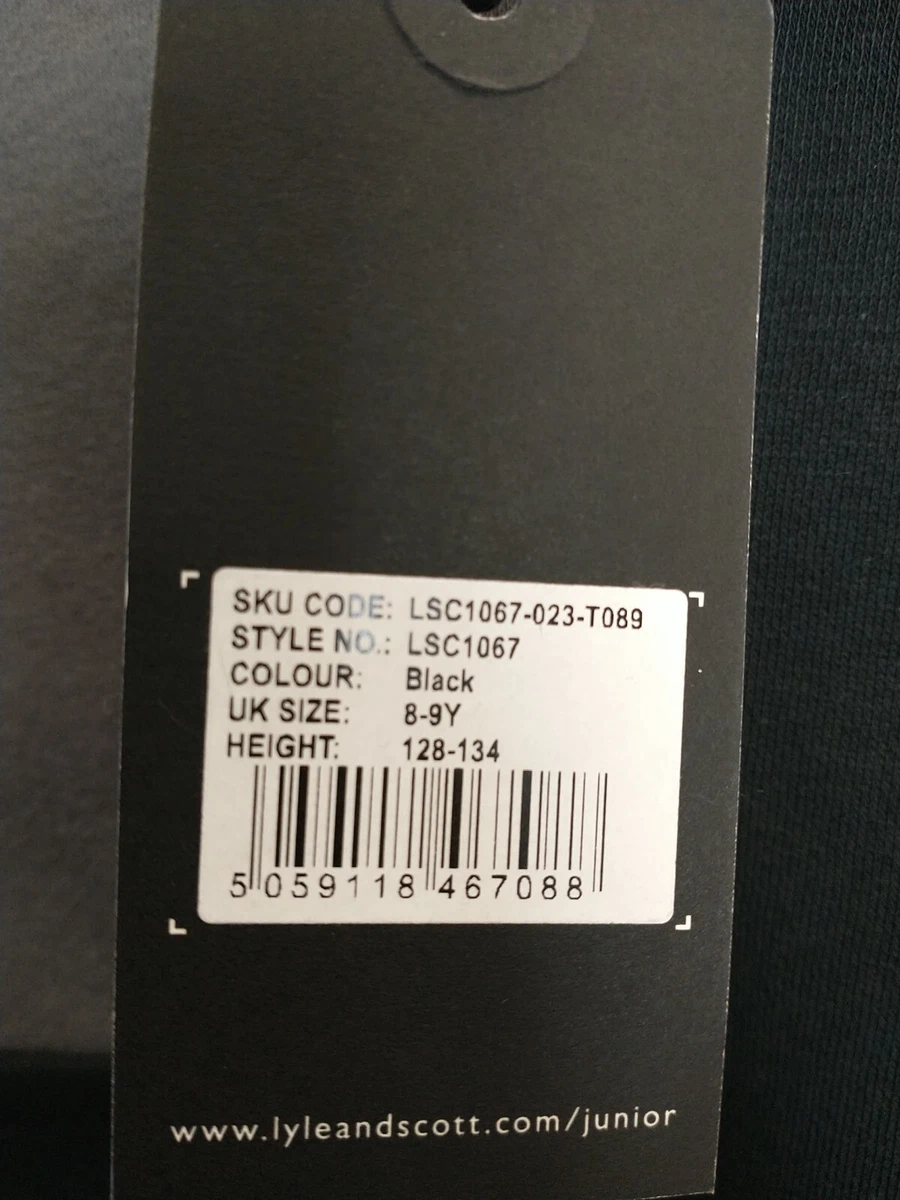 SKU CODE: LSC1067-023-T089
STYLE NO.: LSC1067
COLOUR: Black
UK SIZE: 8-9Y
HEIGHT: 128-134
5 059118 467088
www.lyleandscott.com/junior